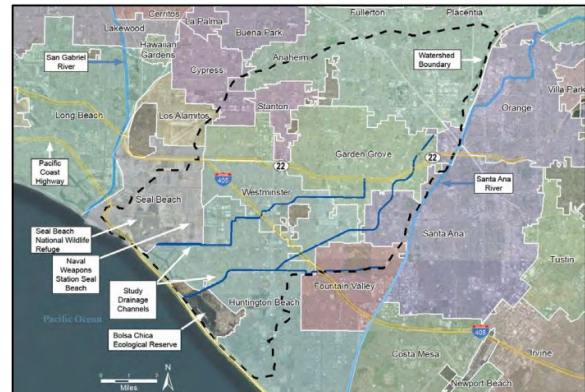 Cerritos
La Palma
Fullerton
Placentia
Lakewood
Buena Park
Hawaiian
Gardens
Anaheim
San Gabriel
River
Watershed
Boundary
Cypress
Orange
Stanton
Villa Park
Los Alamitos
Long Beach
Garden Grove
22
22
Pacific
Coast
Highway
405
Westminster
Seal Beach
Santa Ana
River
Seal Beach
National Wildlife
Refuge
Santa Ana
Naval
Weapons
Station Seal
Beach
Study
Drainage
Channels
Tustin
Fountain Valley
Huntington Beach
Pacific Ocean
Bolsa Chica
Ecological Reserve
405
Costa Mesa
Irvine
Newport Beach
Miles
N